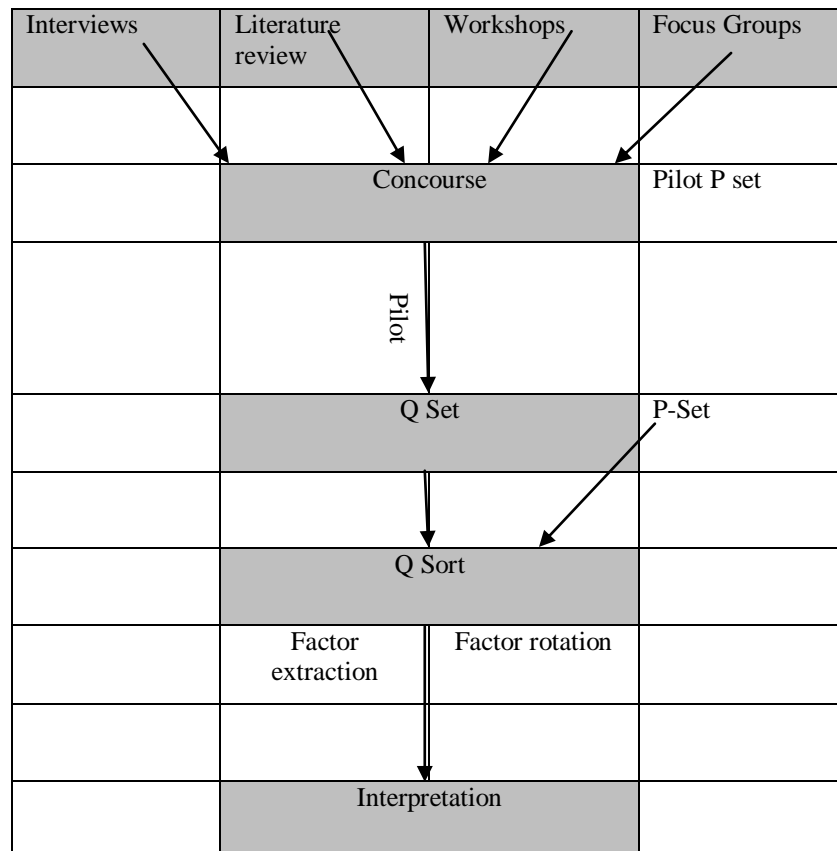 Interviews
Literature
review
Workshops
Focus Groups
Concourse
Pilot P set
Pilot
Q Set
P-Set
Q Sort
Factor
extraction
Factor rotation
Interpretation